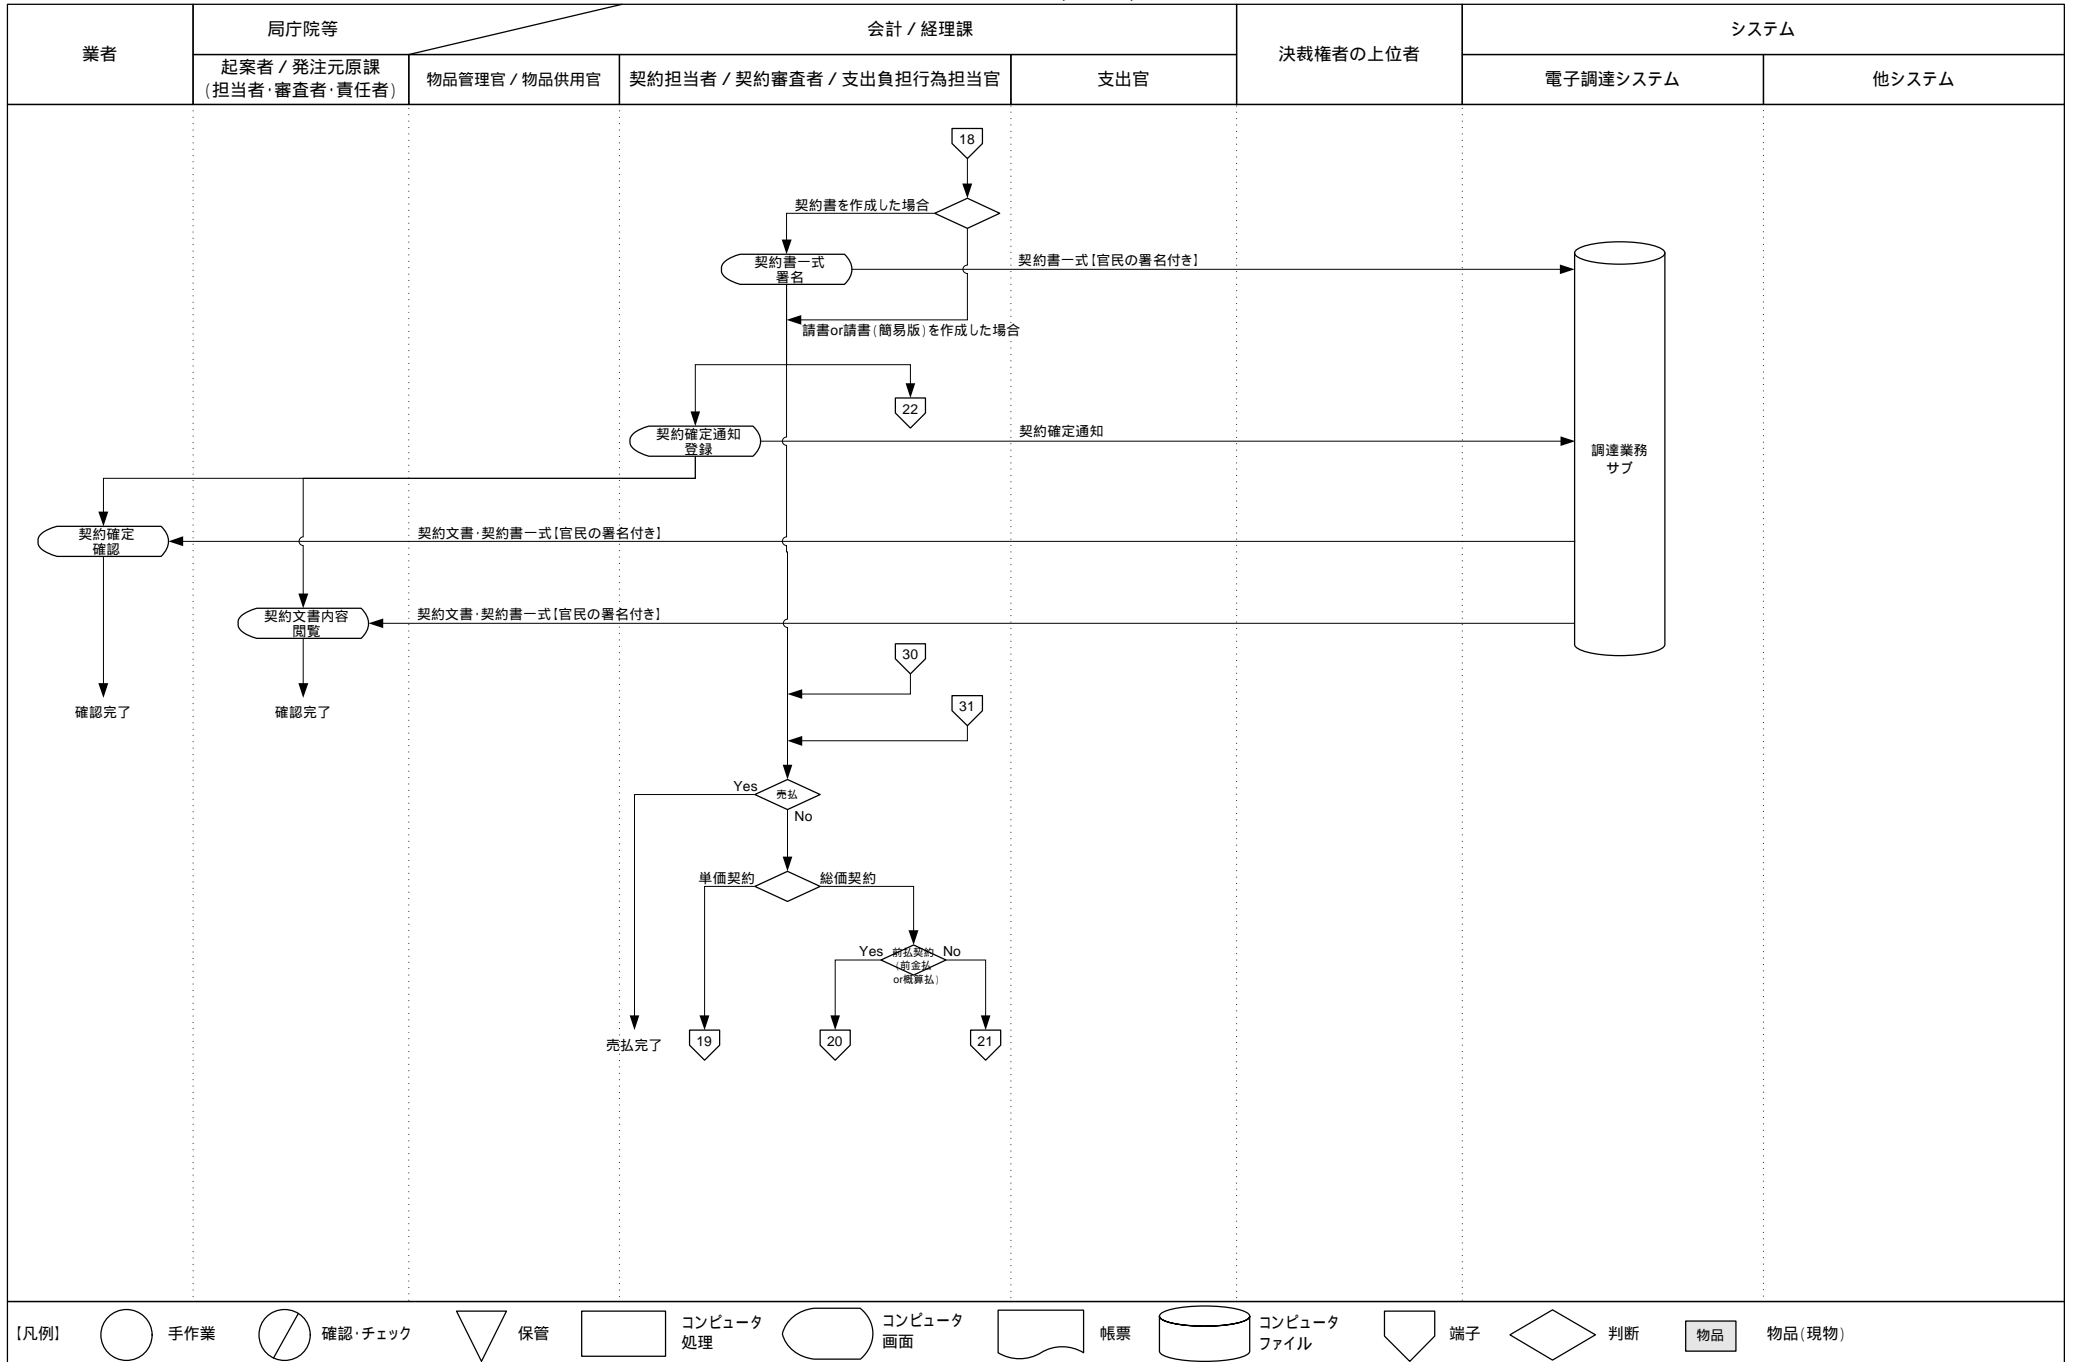 業者
局庁院等
会計 / 経理課
決裁権者の上位者
システム
起案者 / 発注元原課
(担当者・審査者・責任者)
物品管理官 / 物品供用官
契約担当者 / 契約審査者 / 支出負担行為担当官
支出官
電子調達システム
他システム
18
契約書を作成した場合
契約書一式
署名
契約書一式【官民の署名付き】
請書or請書(簡易版)を作成した場合
22
契約確定通知
登録
契約確定通知
調達業務
サブ
契約確定
確認
契約文書・契約書一式【官民の署名付き】
契約文書内容
閲覧
契約文書・契約書一式【官民の署名付き】
30
31
確認完了
確認完了
Yes
売払
No
単価契約
総価契約
Yes
前払契約
(前金払
or概算払)
No
売払完了
19
20
21
【凡例】
手作業
確認・チェック
保管
コンピュータ
処理
コンピュータ
画面
帳票
コンピュータ
ファイル
端子
判断
物品
物品(現物)